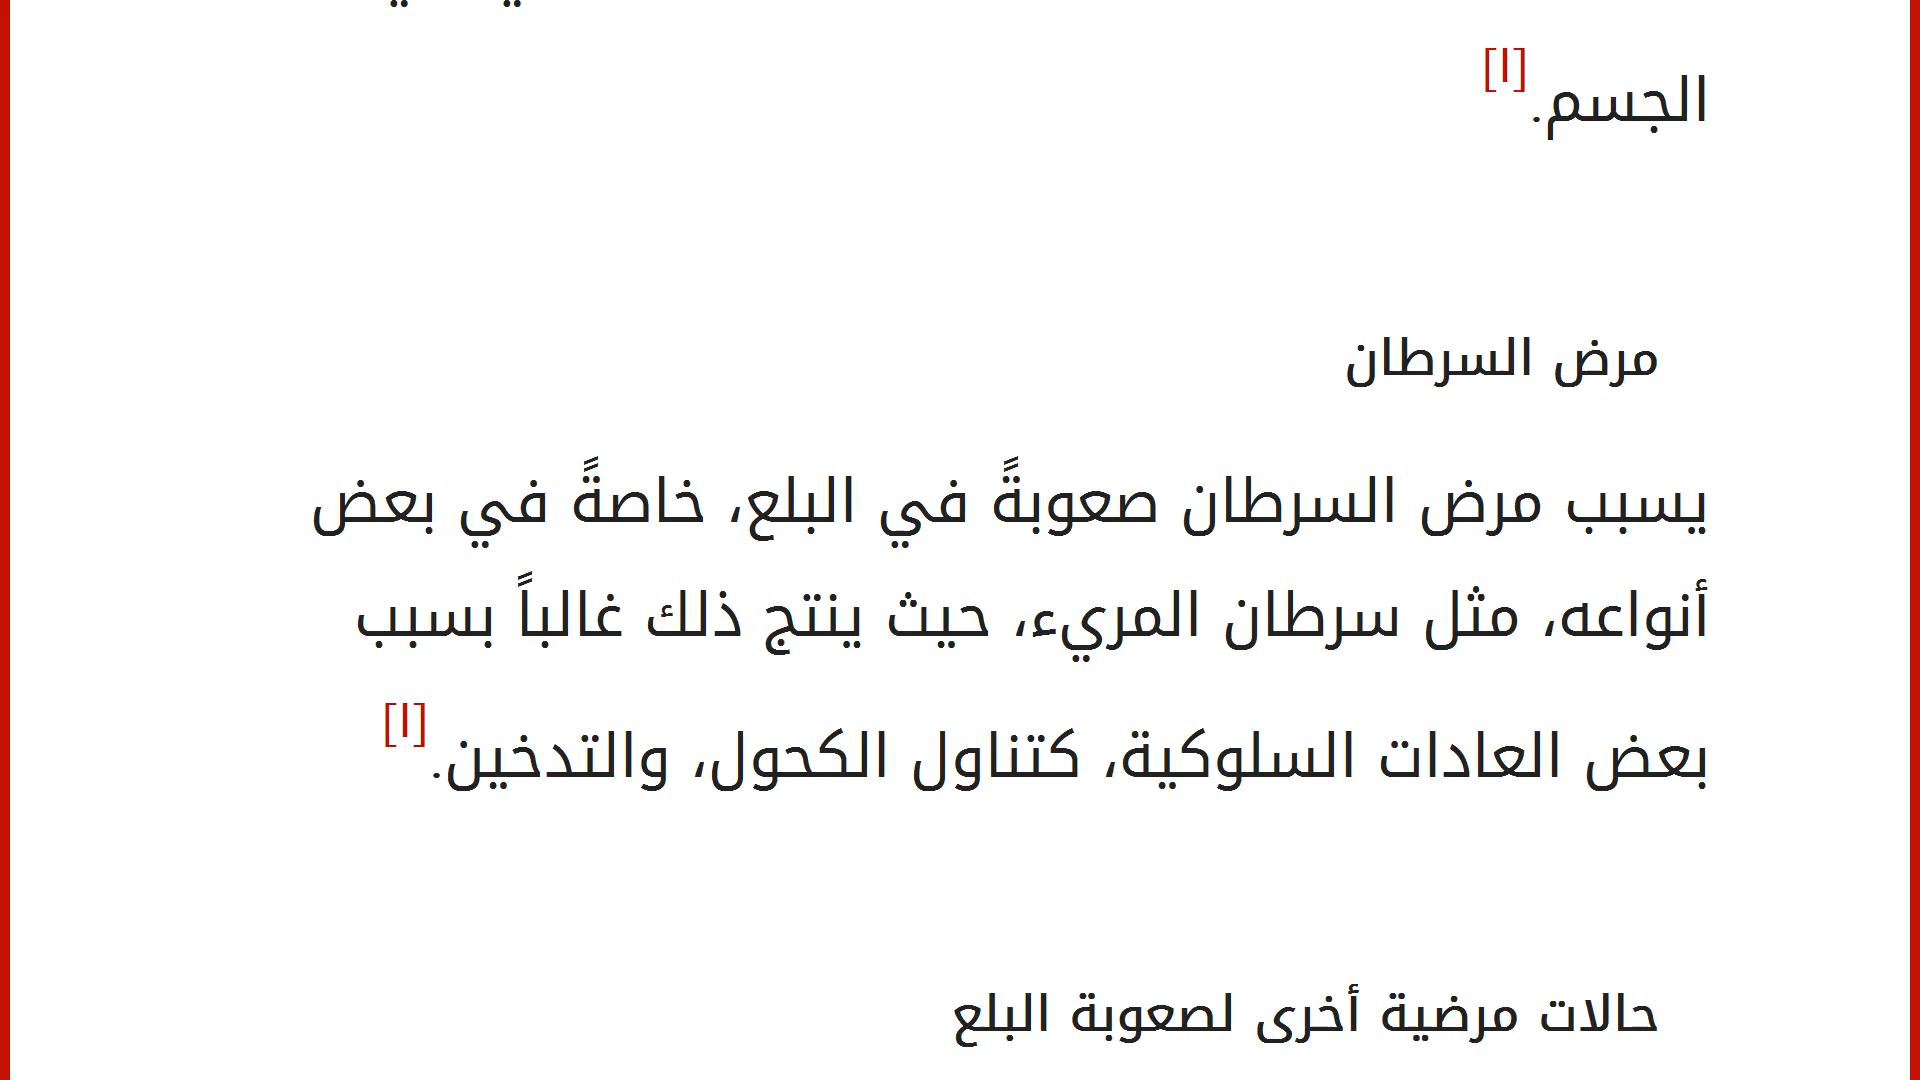 الجسم.[١]
مرض السرطان
يسبب مرض السرطان صعوبةً في البلع، خاصةً في بعض
أنواعه، مثل سرطان المريء، حيث ينتج ذلك غالباً بسبب
بعض العادات السلوكية، كتناول الكحول، والتدخين.[١]
حالات مرضية أخرى لصعوبة البلع